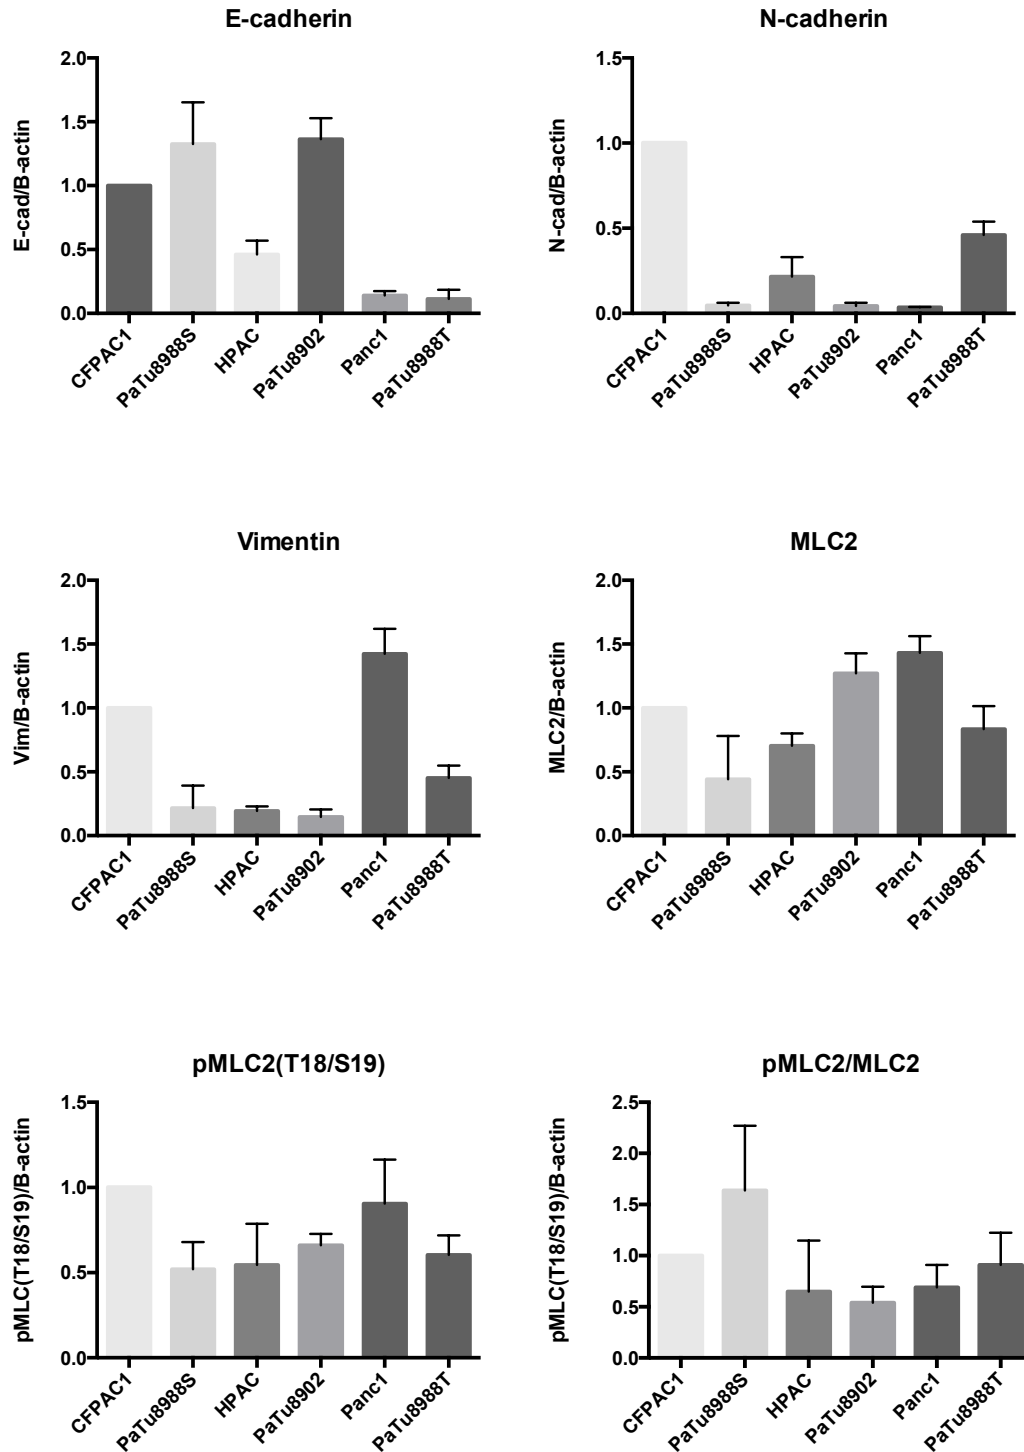 E-cadherin
E-cad/B-actin
2.0
1.5
1.0
0.5
0.0
CFPAC1
PaTu8988S
HPAC
PaTu8902
Panc1
PaTu8988T
N-cadherin
N-cad/B-actin
1.5
1.0
0.5
0.0
CFPAC1
PaTu8988S
HPAC
PaTu8902
Panc1
PaTu8988T
Vimentin
Vim/B-actin
2.0
1.5
1.0
0.5
0.0
CFPAC1
PaTu8988S
HPAC
PaTu8902
Panc1
PaTu8988T
MLC2
MLC2/B-actin
2.0
1.5
1.0
0.5
0.0
CFPAC1
PaTu8988S
HPAC
PaTu8902
Panc1
PaTu8988T
pMLC2(T18/S19)
pMLC(T18/S19)/B-actin
1.5
1.0
0.5
0.0
CFPAC1
PaTu8988S
HPAC
PaTu8902
Panc1
PaTu8988T
pMLC2/MLC2
pMLC(T18/S19)/B-actin
2.5
2.0
1.5
1.0
0.5
0.0
CFPAC1
PaTu8988S
HPAC
PaTu8902
Panc1
PaTu8988T